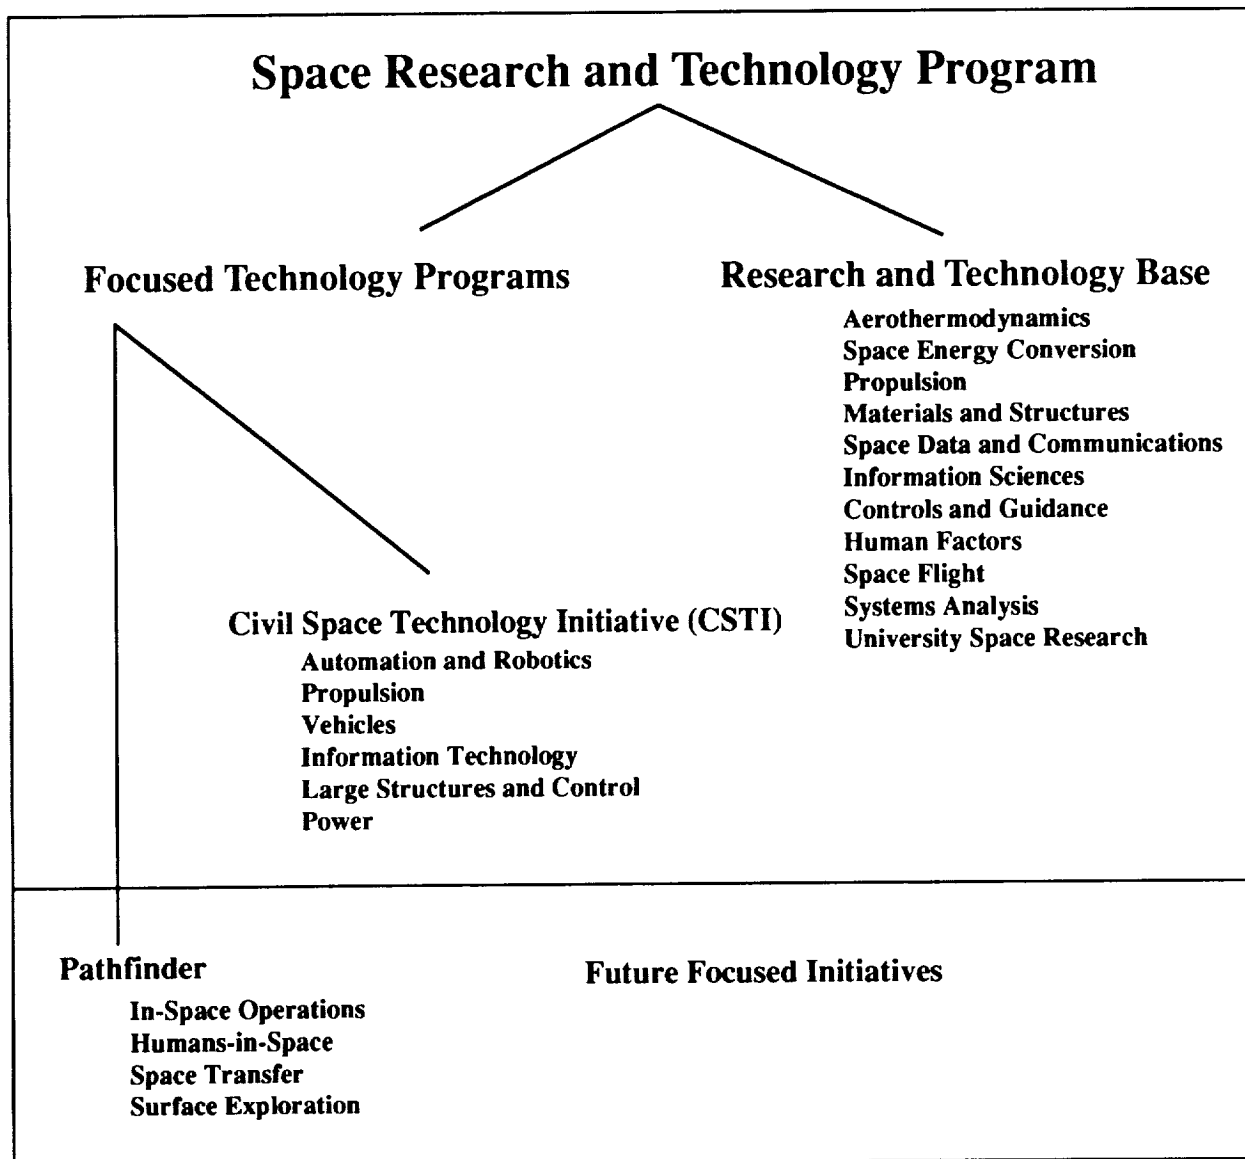 Space Research and Technology Program
Focused Technology Programs
Research and Technology Base
Aerothermodynamics
Space Energy Conversion
Propulsion
Materials and Structures
Space Data and Communications
Information Sciences
Controls and Guidance
Human Factors
Space Flight
Systems Analysis
University Space Research
Civil Space Technology Initiative (CSTI)
Automation and Robotics
Propulsion
Vehicles
Information Technology
Large Structures and Control
Power
Pathfinder
In-Space Operations
Humans-in-Space
Space Transfer
Surface Exploration
Future Focused Initiatives